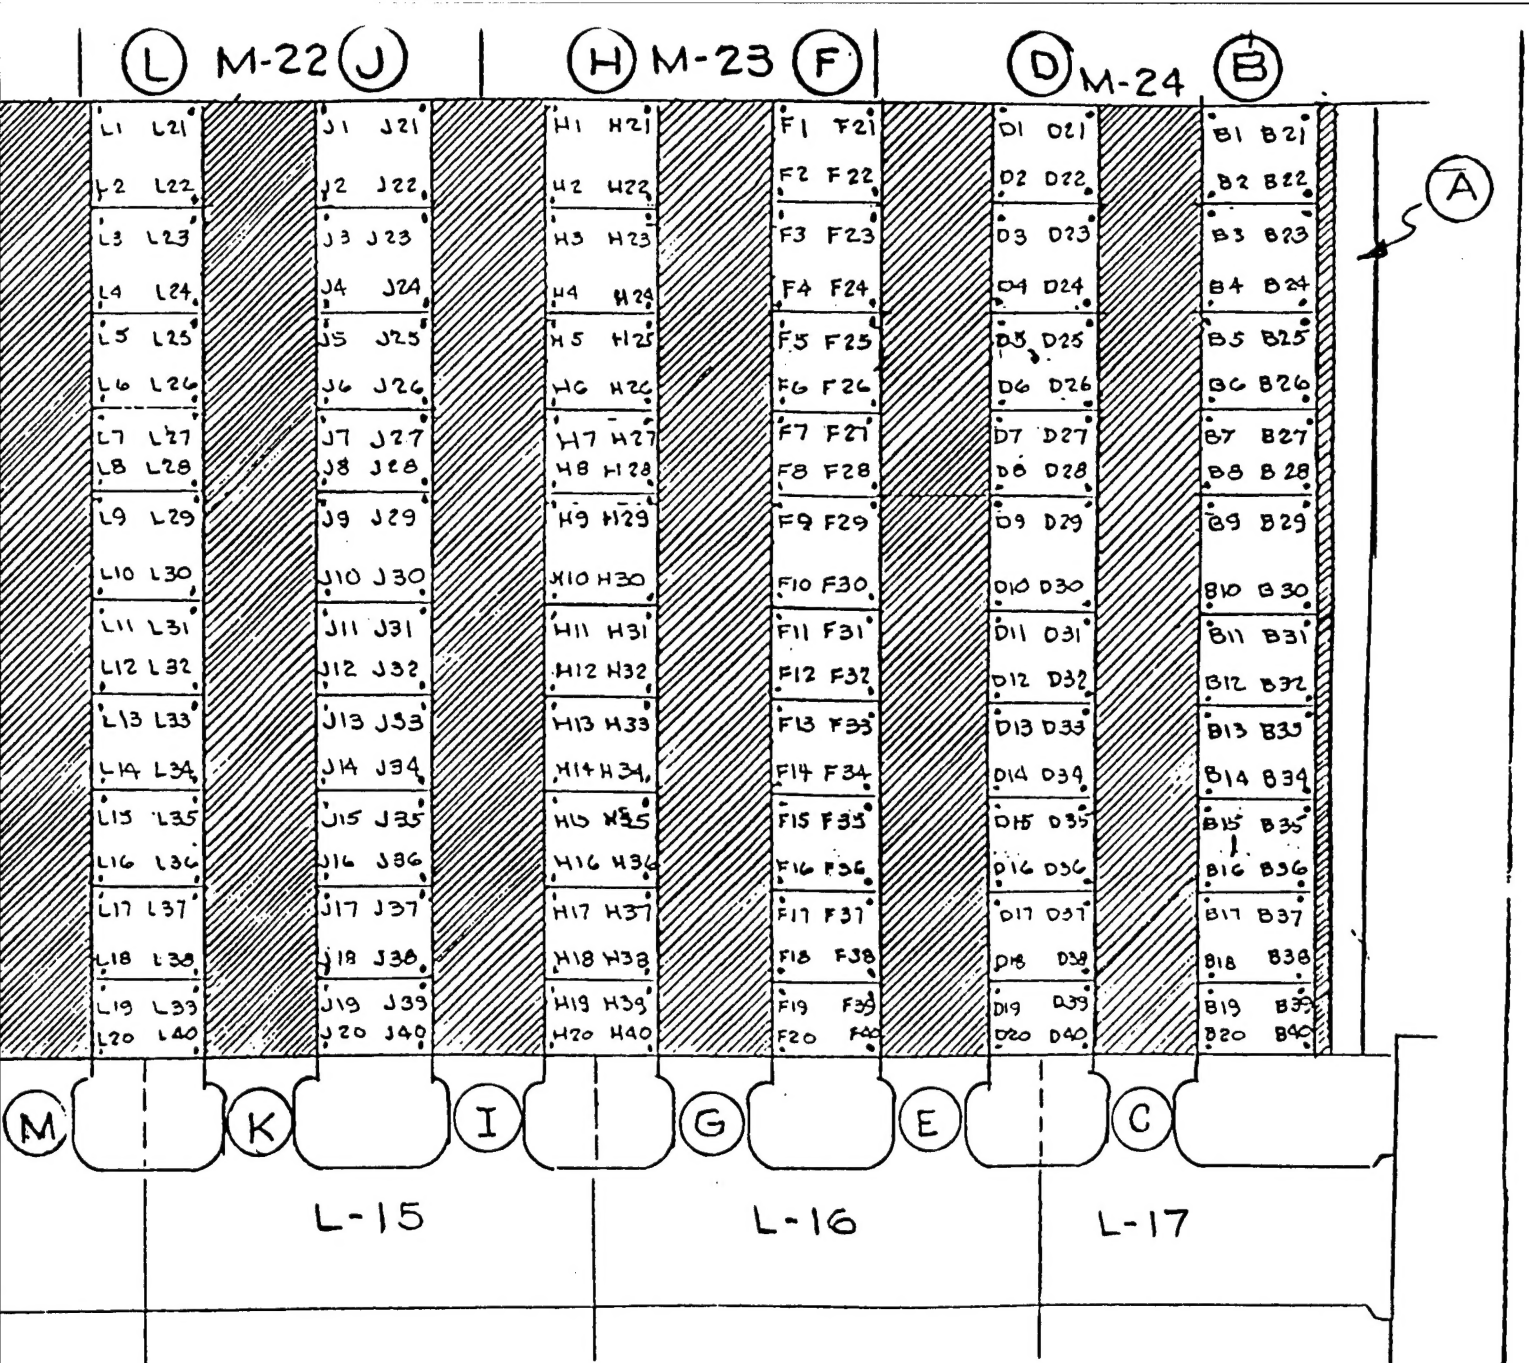 L M-22 J H M-23 F D M-24 B
A
L1 L21 J1 J21 H1 H21 F1 F21 D1 D21 B1 B21
L2 L22 J2 J22 H2 H22 F2 F22 D2 D22 B2 B22
L3 L23 J3 J23 H3 H23 F3 F23 D3 D23 B3 B23
L4 L24 J4 J24 H4 H24 F4 F24 D4 D24 B4 B24
L5 L25 J5 J25 H5 H25 F5 F25 D5 D25 B5 B25
L6 L26 J6 J26 H6 H26 F6 F26 D6 D26 B6 B26
L7 L27 J7 J27 H7 H27 F7 F27 D7 D27 B7 B27
L8 L28 J8 J28 H8 H28 F8 F28 D8 D28 B8 B28
L9 L29 J9 J29 H9 H29 F9 F29 D9 D29 B9 B29
L10 L30 J10 J30 H10 H30 F10 F30 D10 D30 B10 B30
L11 L31 J11 J31 H11 H31 F11 F31 D11 D31 B11 B31
L12 L32 J12 J32 H12 H32 F12 F32 D12 D32 B12 B32
L13 L33 J13 J33 H13 H33 F13 F33 D13 D33 B13 B33
L14 L34 J14 J34 H14 H34 F14 F34 D14 D34 B14 B34
L15 L35 J15 J35 H15 H35 F15 F35 D15 D35 B15 B35
L16 L36 J16 J36 H16 H36 F16 F36 D16 D36 B16 B36
L17 L37 J17 J37 H17 H37 F17 F37 D17 D37 B17 B37
L18 L38 J18 J38 H18 H38 F18 F38 D18 D38 B18 B38
L19 L39 J19 J39 H19 H39 F19 F39 D19 D39 B19 B39
L20 L40 J20 J40 H20 H40 F20 F40 D20 D40 B20 B40
M K I G E C
L-15 L-16 L-17